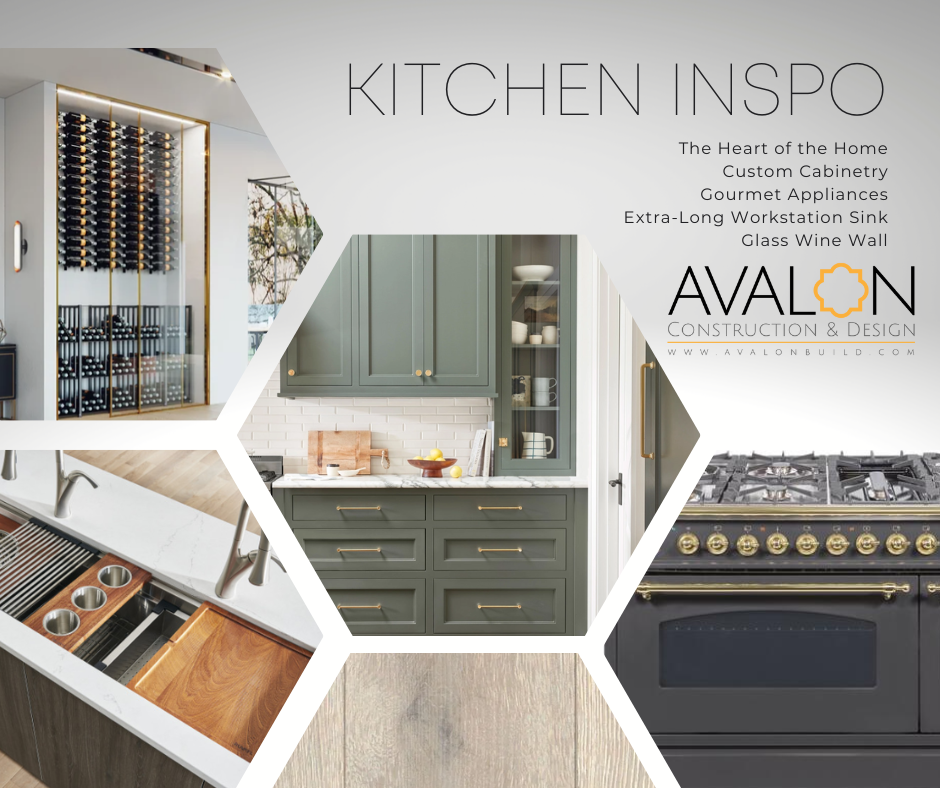 KITCHEN INSPO
The Heart of the Home
Custom Cabinetry
Gourmet Appliances
Extra-Long Workstation Sink
Glass Wine Wall
AVALON
CONSTRUCTION & DESIGN
WWW.AVALONBUILD.COM